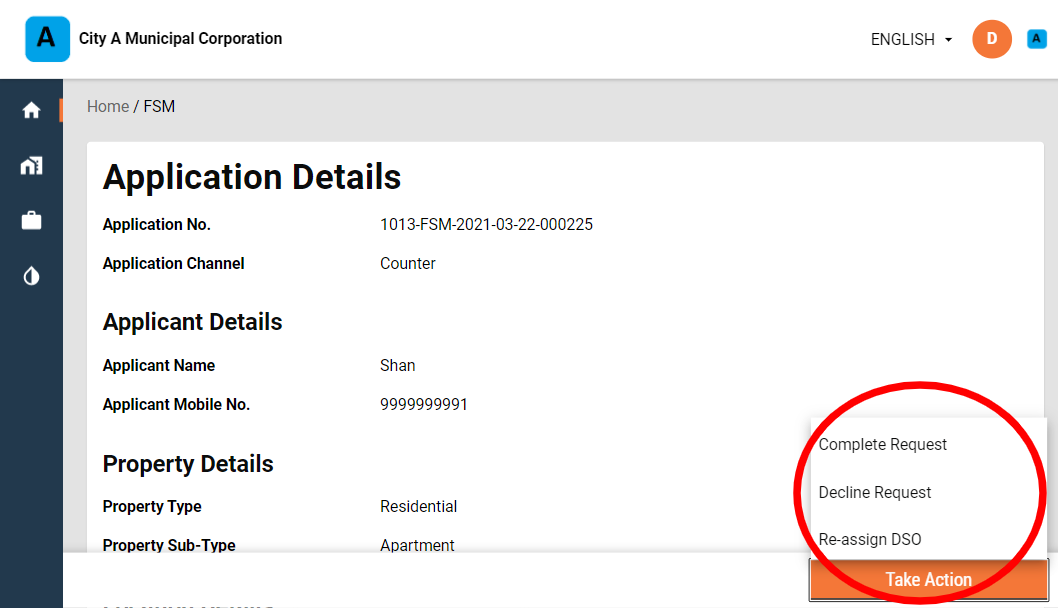 A City A Municipal Corporation ENGLISH D A
Home / FSM
Application Details
Application No. 1013-FSM-2021-03-22-000225
Application Channel Counter
Applicant Details
Applicant Name Shan
Applicant Mobile No. 9999999991
Complete Request
Property Details
Decline Request
Property Type Residential
Re-assign DSO
Property Sub-Type Apartment
Take Action